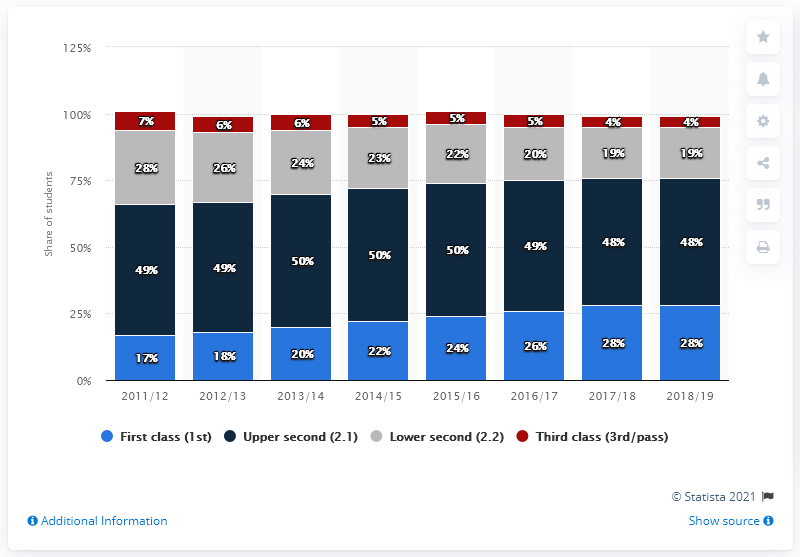 125%
100%
75%
50%
25%
0%
Share of students
7% 6% 6% 5% 5% 5% 4% 4%
28% 26% 24% 23% 22% 20% 19% 19%
49% 49% 50% 50% 50% 49% 48% 48%
17% 18% 20% 22% 24% 26% 28% 28%
2011/12 2012/13 2013/14 2014/15 2015/16 2016/17 2017/18 2018/19
First class (1st) Upper second (2.1) Lower second (2.2) Third class (3rd/pass)
© Statista 2021
Additional Information Show source